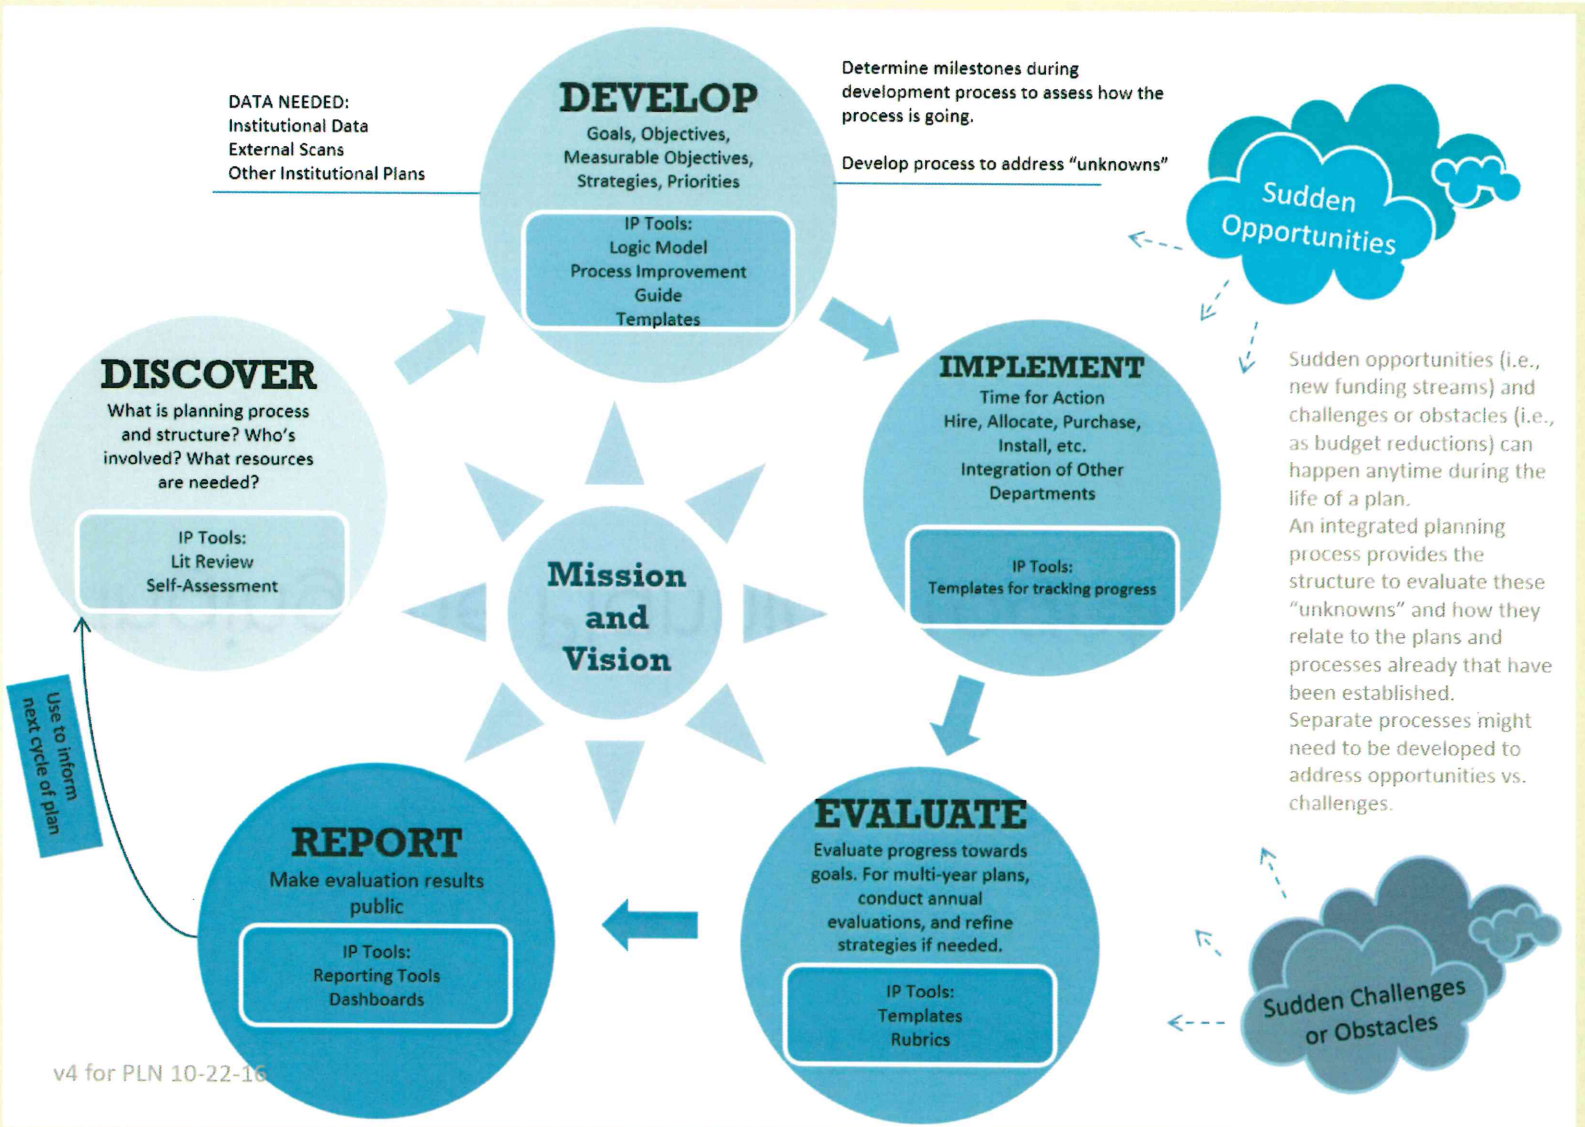 DATA NEEDED:
Institutional Data
External Scans
Other Institutional Plans
DEVELOP
Goals, Objectives,
Measurable Objectives,
Strategies, Priorities
IP Tools:
Logic Model
Process Improvement
Guide
Templates
Determine milestones during
development process to assess how the
process is going.
Develop process to address “unknowns”
Sudden
Opportunities
DISCOVER
What is planning process
and structure? Who's
involved? What resources
are needed?
IP Tools:
Lit Review
Self-Assessment
IMPLEMENT
Time for Action
Hire, Allocate, Purchase,
Install, etc.
Integration of Other
Departments
IP Tools:
Templates for tracking progress
Sudden opportunities (i.e.,
new funding streams) and
challenges or obstacles (i.e.,
as budget reductions) can
happen anytime during the
life of a plan.
An integrated planning
process provides the
structure to evaluate these
“unknowns” and how they
relate to the plans and
processes already that have
been established.
Separate processes might
need to be developed to
address opportunities vs.
challenges.
Mission
and
Vision
Use to inform
next cycle of plan
REPORT
Make evaluation results
public
IP Tools:
Reporting Tools
Dashboards
EVALUATE
Evaluate progress towards
goals. For multi-year plans,
conduct annual
evaluations, and refine
strategies if needed.
IP Tools:
Templates
Rubrics
Sudden Challenges
or Obstacles
v4 for PLN 10-22-16